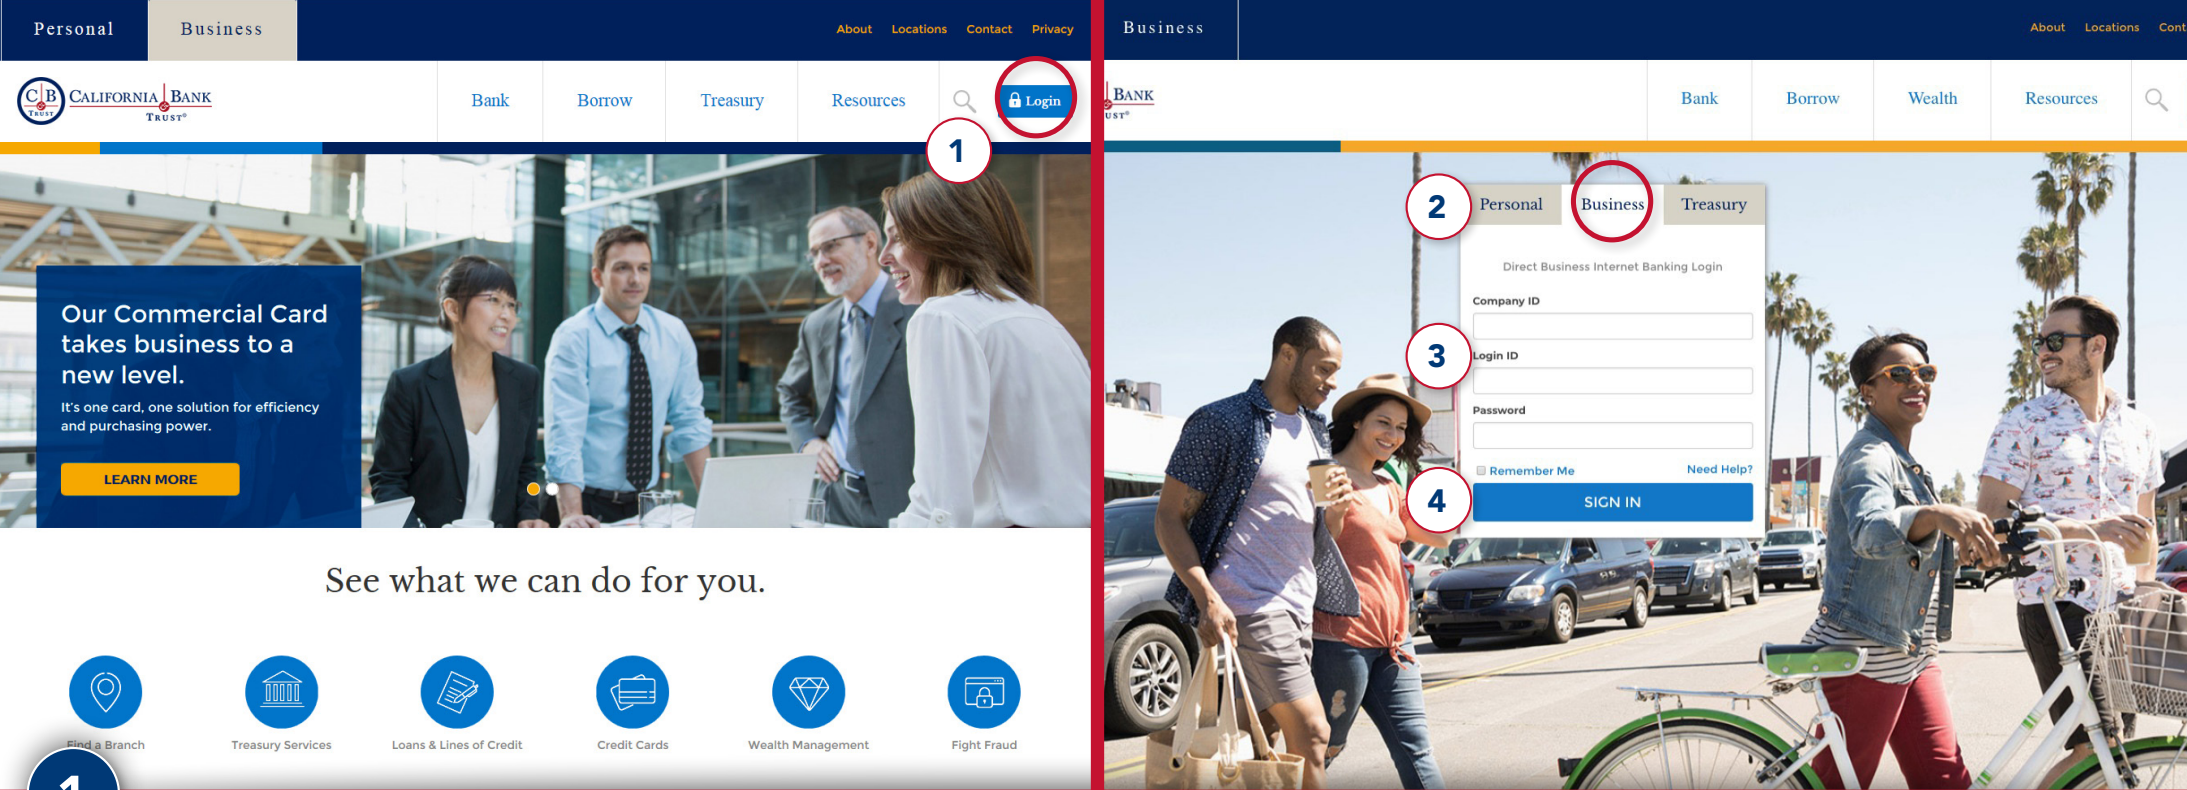 Personal
Business
About
Locations
Contact
Privacy
C B
TRUST
CALIFORNIA BANK
& TRUST®
Bank
Borrow
Treasury
Resources
Login
1
Our Commercial Card
takes business to a
new level.
It's one card, one solution for efficiency
and purchasing power.
LEARN MORE
See what we can do for you.
Find a Branch
Treasury Services
Loans & Lines of Credit
Credit Cards
Wealth Management
Fight Fraud
1
Business
About
Locations
Cont
BANK
UST®
Bank
Borrow
Wealth
Resources
2
Personal
Business
Treasury
Direct Business Internet Banking Login
Company ID
3
Login ID
Password
Remember Me
Need Help?
4
SIGN IN